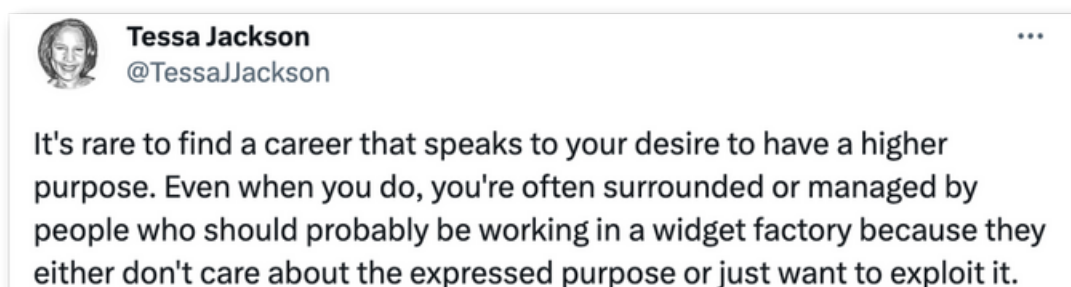 Tessa Jackson
@TessaJJackson
It's rare to find a career that speaks to your desire to have a higher
purpose. Even when you do, you're often surrounded or managed by
people who should probably be working in a widget factory because they
either don't care about the expressed purpose or just want to exploit it.